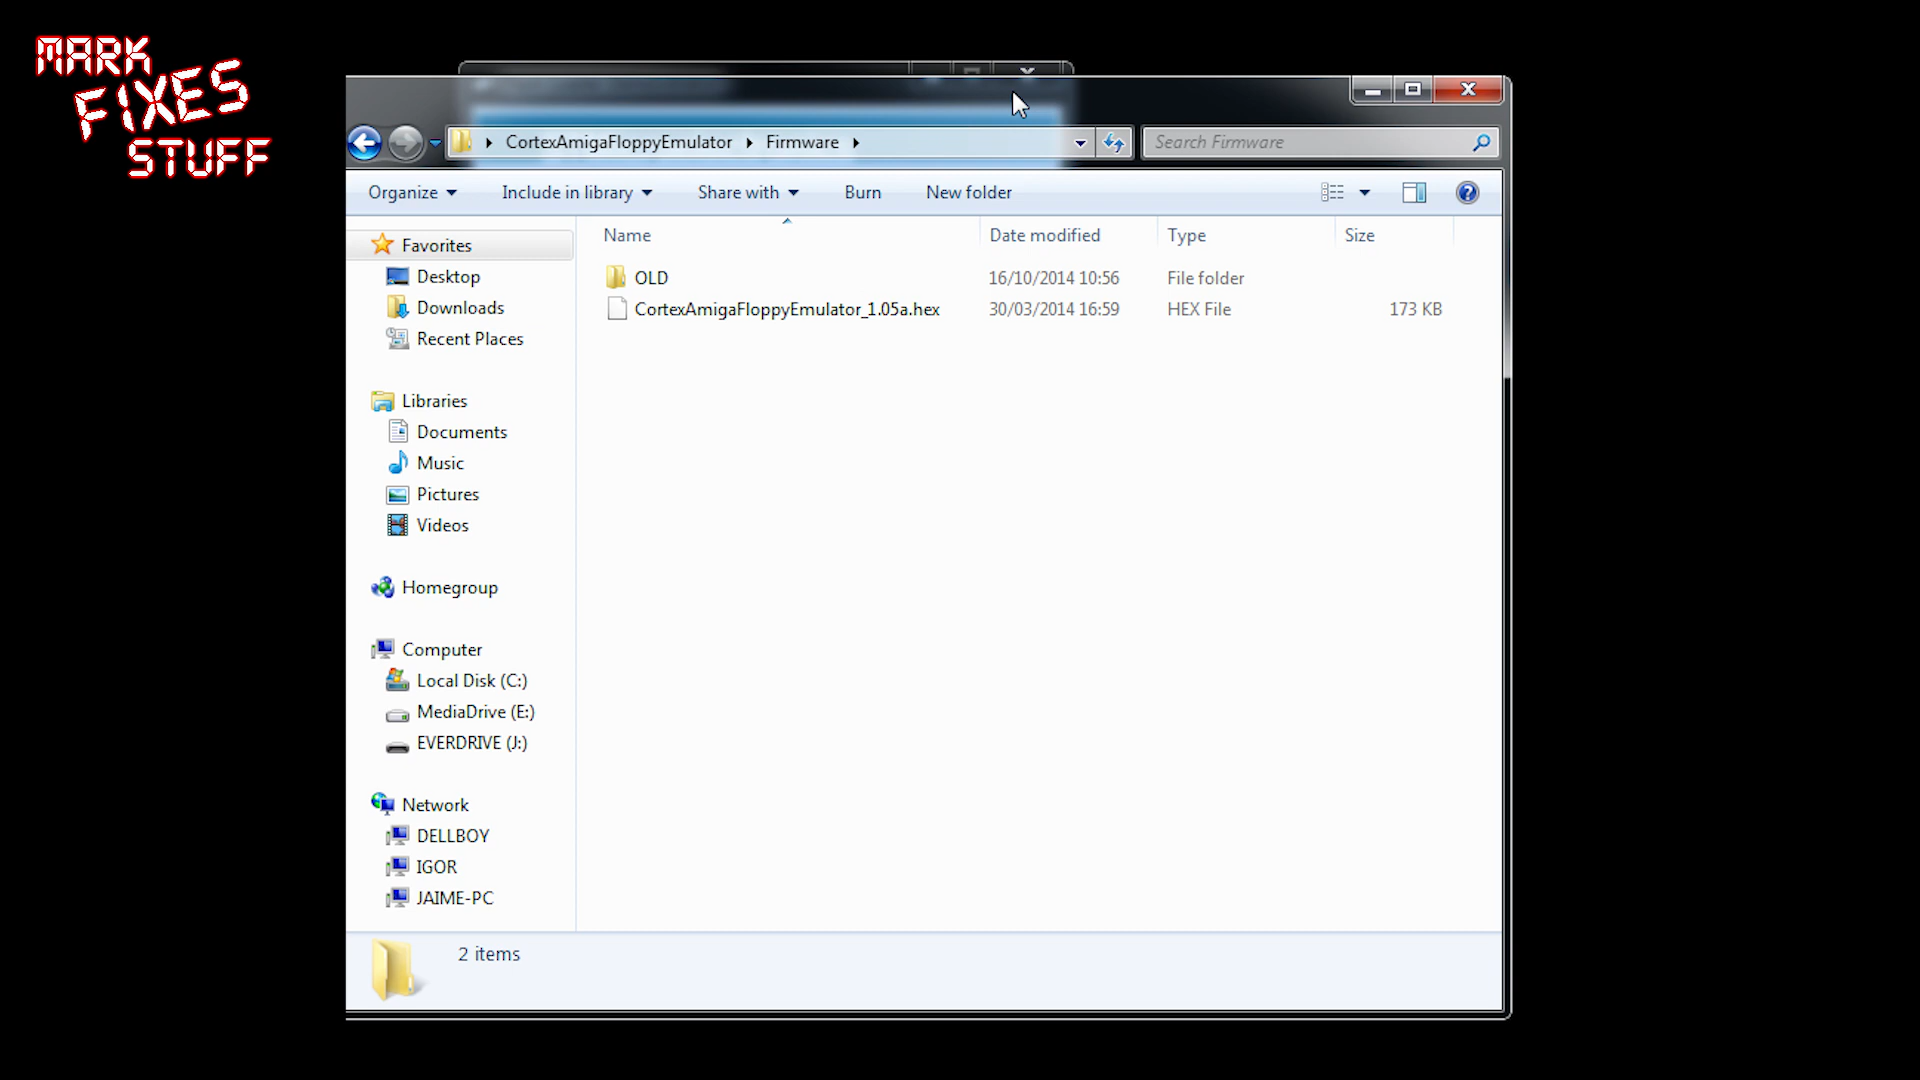 MARK
FIXES
STUFF
CortexAmigaFloppyEmulator Firmware
Search Firmware
Organize Include in library Share with Burn New folder
Name Date modified Type Size
OLD 16/10/2014 10:56 File folder
CortexAmigaFloppyEmulator_1.05a.hex 30/03/2014 16:59 HEX File 173 KB
Favorites
Desktop
Downloads
Recent Places
Libraries
Documents
Music
Pictures
Videos
Homegroup
Computer
Local Disk (C:)
MediaDrive (E:)
EVERDRIVE (J:)
Network
DELLBOY
IGOR
JAIME-PC
2 items